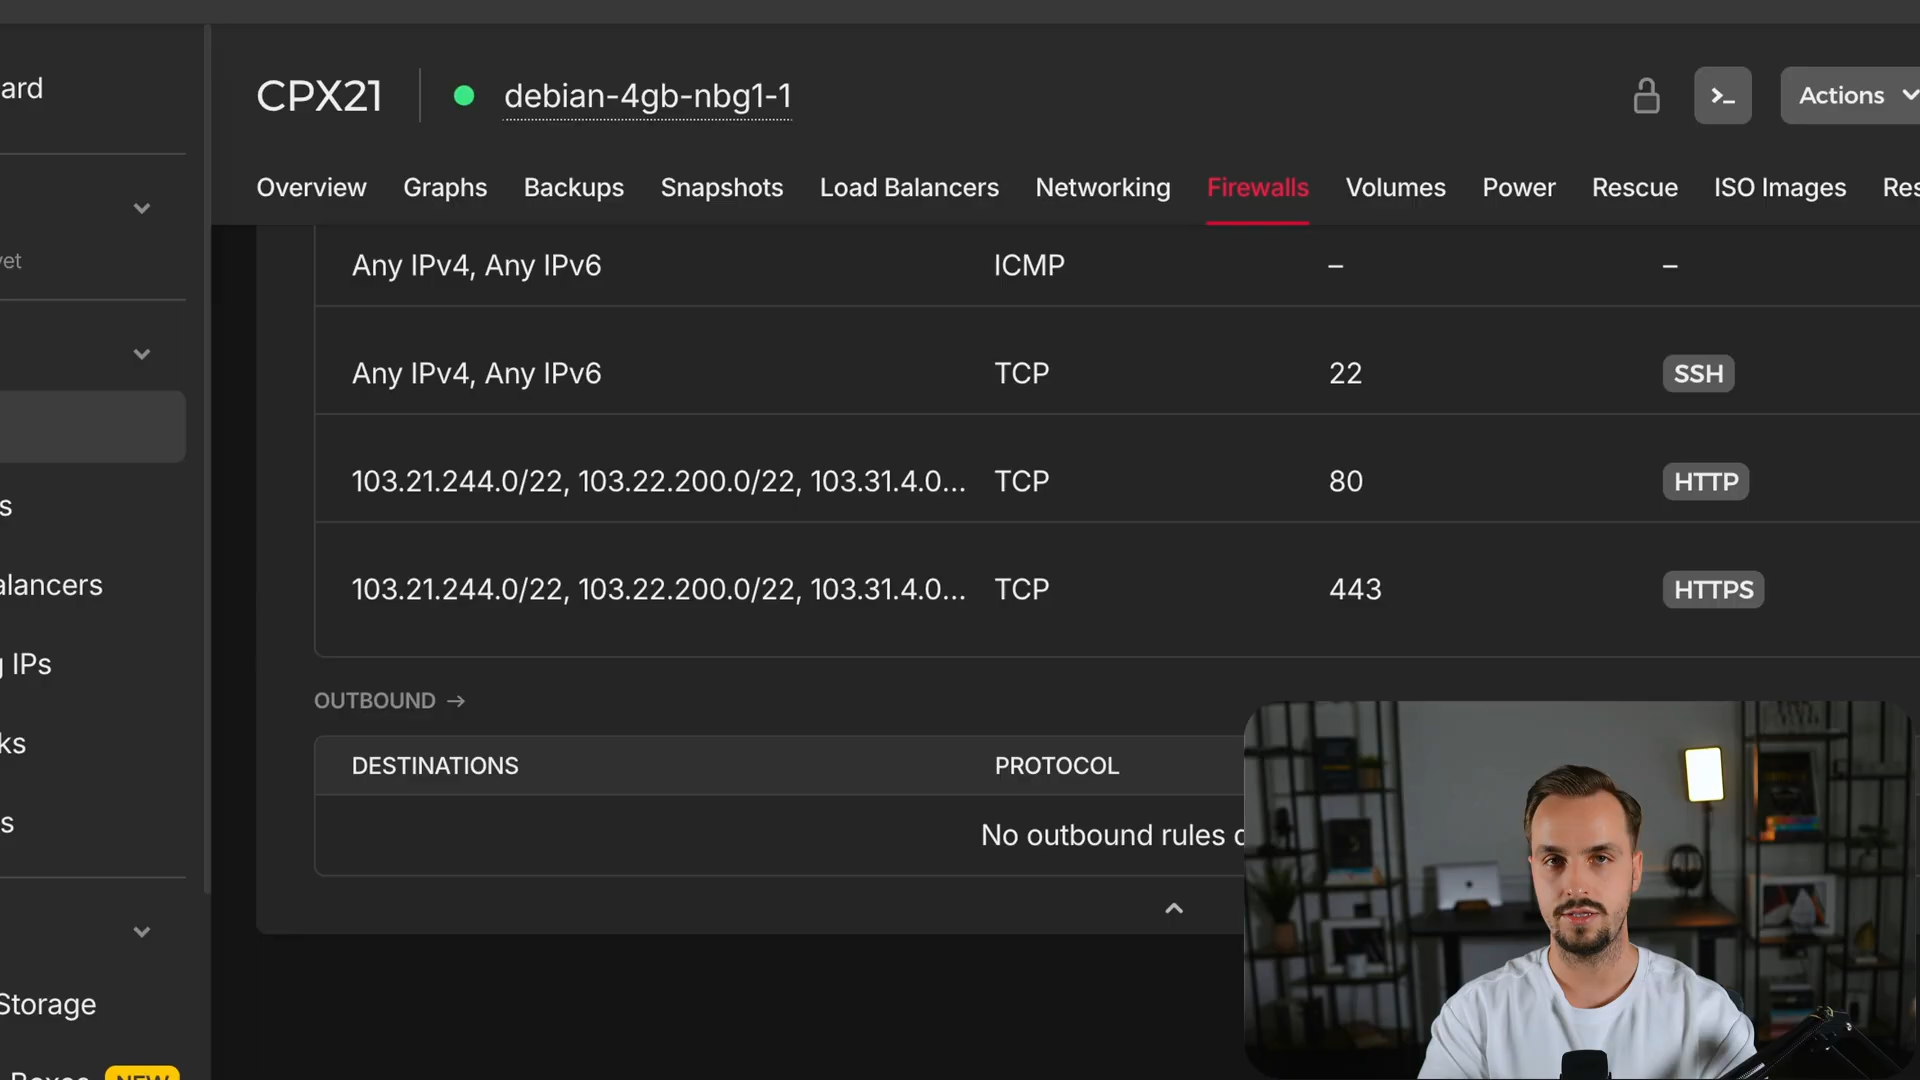 ard
CPX21
debian-4gb-nbg1-1
>_
Actions
Overview Graphs Backups Snapshots Load Balancers Networking Firewalls Volumes Power Rescue ISO Images Res
Any IPv4, Any IPv6 ICMP – –
Any IPv4, Any IPv6 TCP 22 SSH
103.21.244.0/22, 103.22.200.0/22, 103.31.4.0... TCP 80 HTTP
103.21.244.0/22, 103.22.200.0/22, 103.31.4.0... TCP 443 HTTPS
OUTBOUND →
DESTINATIONS PROTOCOL
No outbound rules
yet
s
alancers
IPs
ks
s
Storage
Boxes NEW